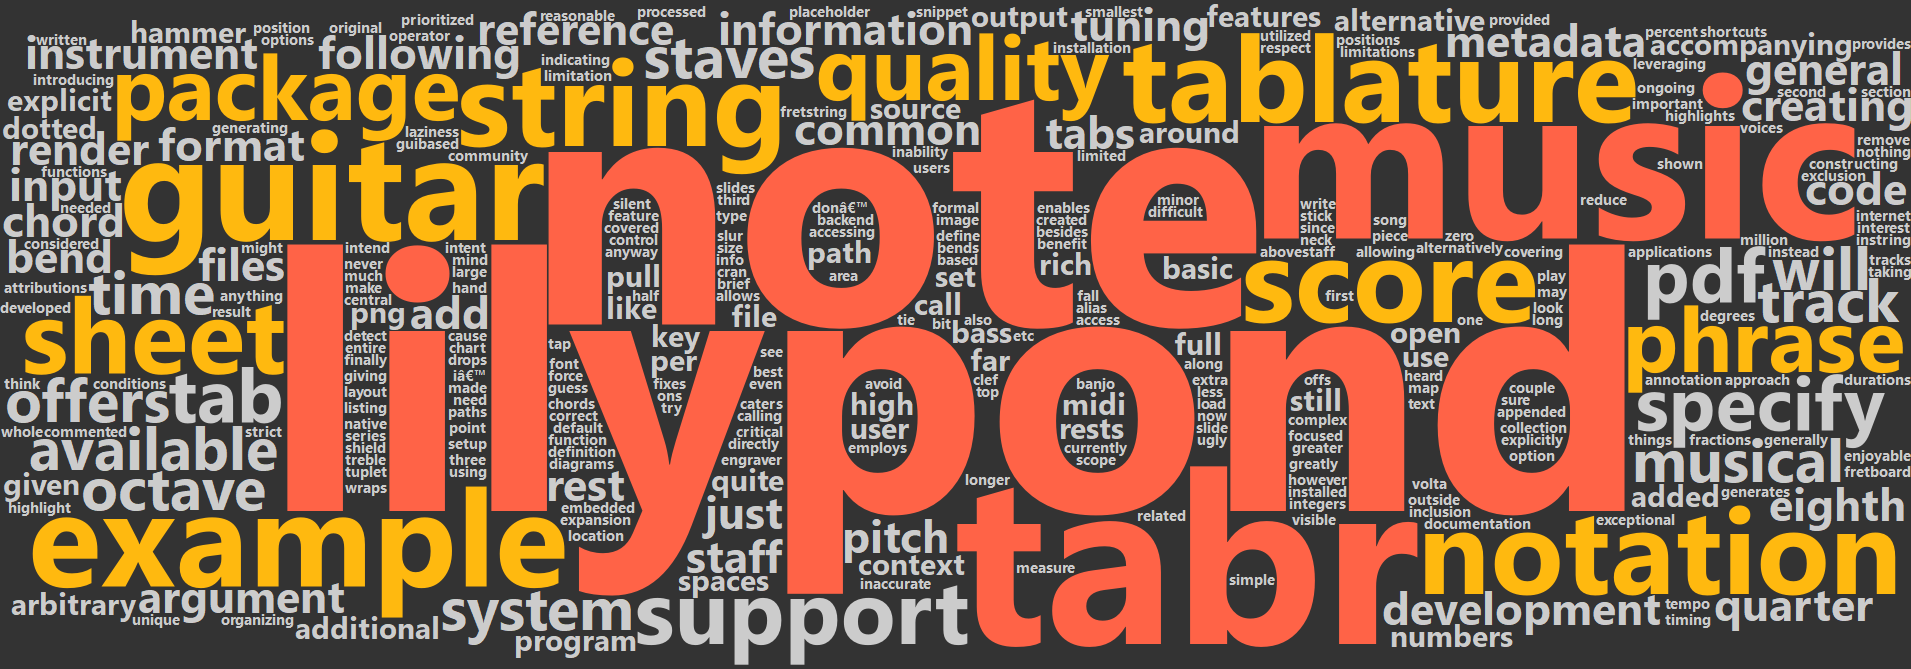 lilypond
note
music
tabr
guitar
example
package
string
quality
tablature
score
sheet
phrase
notation
support
tab
time
pdf
will
specify
staves
metadata
tuning
information
reference
instrument
following
common
source
tabs
around
general
creating
accompanying
alternative
features
output
hammer
explicit
dotted
render
format
input
chord
bend
files
offers
available
octave
given
argument
arbitrary
additional
system
program
spaces
staff
context
pitch
just
quite
rest
development
quarter
numbers
eighth
added
musical
track
code
open
use
still
full
far
bass
call
set
rich
basic
path
pull
like
file
key
per
png
add
high
user
midi
rests
written
position
options
original
prioritized
operator
reasonable
processed
placeholder
snippet
smallest
provided
percent
shortcuts
provides
utilized
respect
positions
limitations
installation
introducing
indicating
limitation
leveraging
ongoing
important
highlights
second
section
generating
laziness
guibased
community
fretstring
inability
users
limited
voices
remove
nothing
constructing
exclusion
shown
reduce
functions
needed
considered
attributions
developed
anything
result
might
intend
never
much
make
central
intent
mind
large
hand
silent
feature
covered
control
anyway
half
slides
third
type
slur
size
info
cran
brief
allows
donâ€™
backend
accessing
area
formal
image
define
bends
based
enables
created
besides
benefit
fall
alias
access
minor
difficult
write
stick
since
neck
abovestaff
song
piece
zero
allowing
alternatively
covering
first
play
may
look
long
one
applications
million
instead
internet
interest
instring
tracks
taking
degrees
tie
bit
also
etc
clef
top
along
extra
less
load
now
slide
ugly
detect
entire
finally
giving
layout
listing
native
series
shield
treble
tuplet
wraps
cause
chart
drops
iâ€™
made
need
paths
point
setup
three
using
tap
font
force
guess
chords
correct
default
function
definition
diagrams
embedded
expansion
location
fixes
ons
try
see
best
even
caters
calling
critical
directly
engraver
avoid
employs
banjo
currently
scope
offs
complex
focused
greater
greatly
however
installed
integers
visible
heard
map
text
couple
sure
appended
collection
explicitly
option
volta
outside
inclusion
documentation
annotation
approach
durations
things
fractions
generally
enjoyable
fretboard
generates
exceptional
think
conditions
whole
commented
strict
highlight
unique
organizing
longer
related
measure
inaccurate
simple
tempo
timing